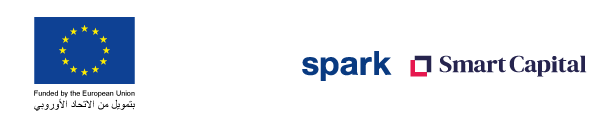 spark
Smart Capital
Funded by the European Union
بتمويل من الاتحاد الأوروبي